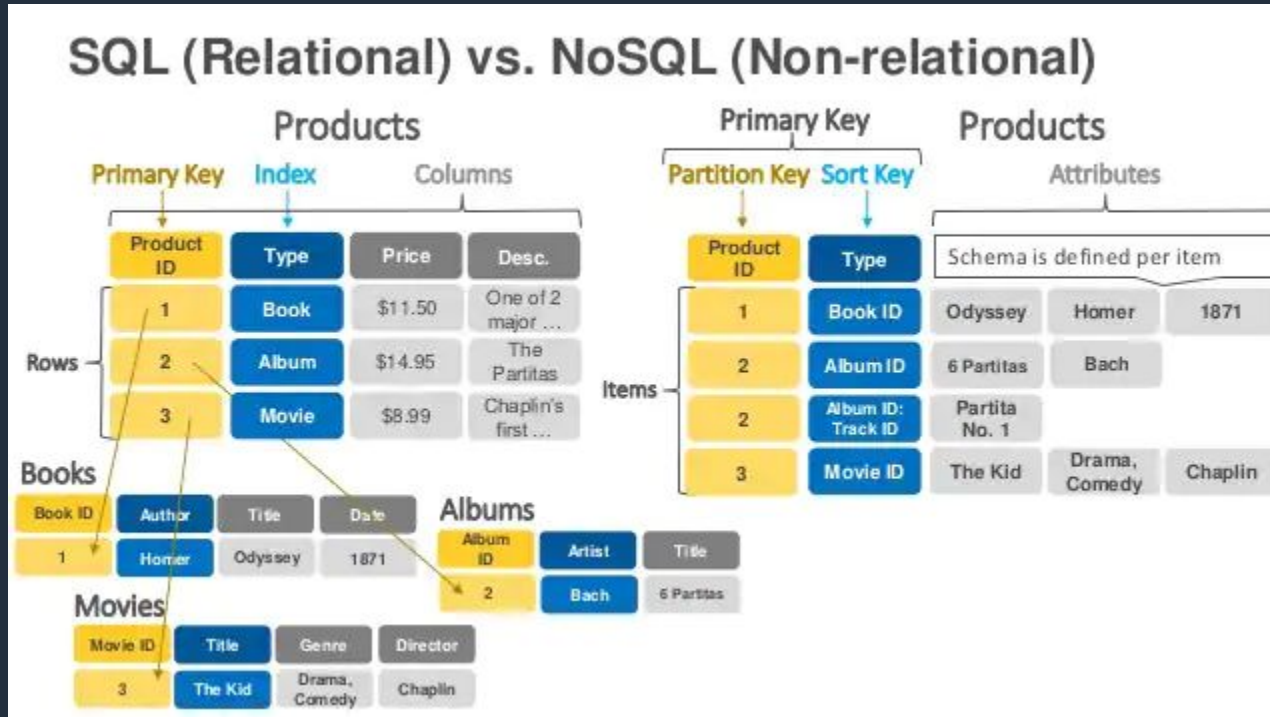 SQL (Relational) vs. NoSQL (Non-relational)
Products
Primary Key Index Columns
Product
ID
Type Price Desc.
Rows
1 Book $11.50 One of 2
major ...
2 Album $14.95 The
Partitas
3 Movie $8.99 Chaplin's
first ...
Books
Book ID Author Title Date
1 Homer Odyssey 1871
Albums
Album
ID
Artist Title
2 Bach 6 Partitas
Movies
Movie ID Title Genre Director
3 The Kid Drama,
Comedy
Chaplin
Primary Key
Products
Partition Key Sort Key Attributes
Product
ID
Type Schema is defined per item
Items
1 Book ID Odyssey Homer 1871
2 Album ID 6 Partitas Bach
2 Album ID:
Track ID
Partita
No. 1
3 Movie ID The Kid Drama,
Comedy
Chaplin